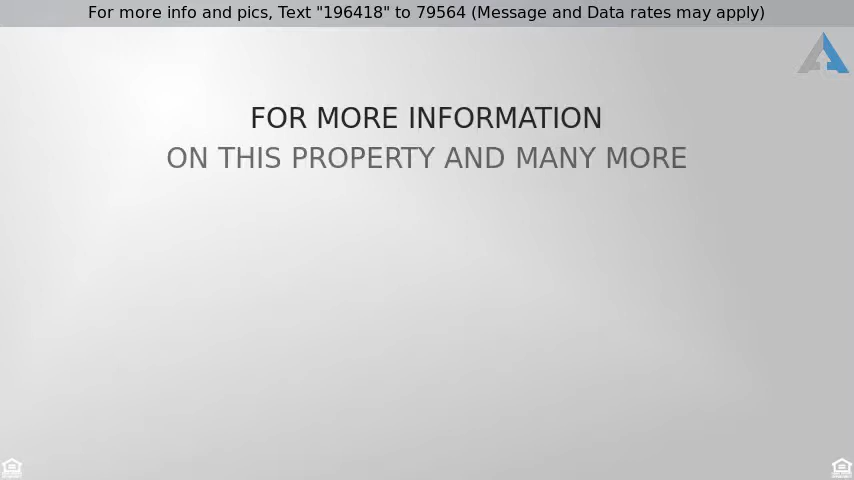 For more info and pics, Text "196418" to 79564 (Message and Data rates may apply)
FOR MORE INFORMATION
ON THIS PROPERTY AND MANY MORE